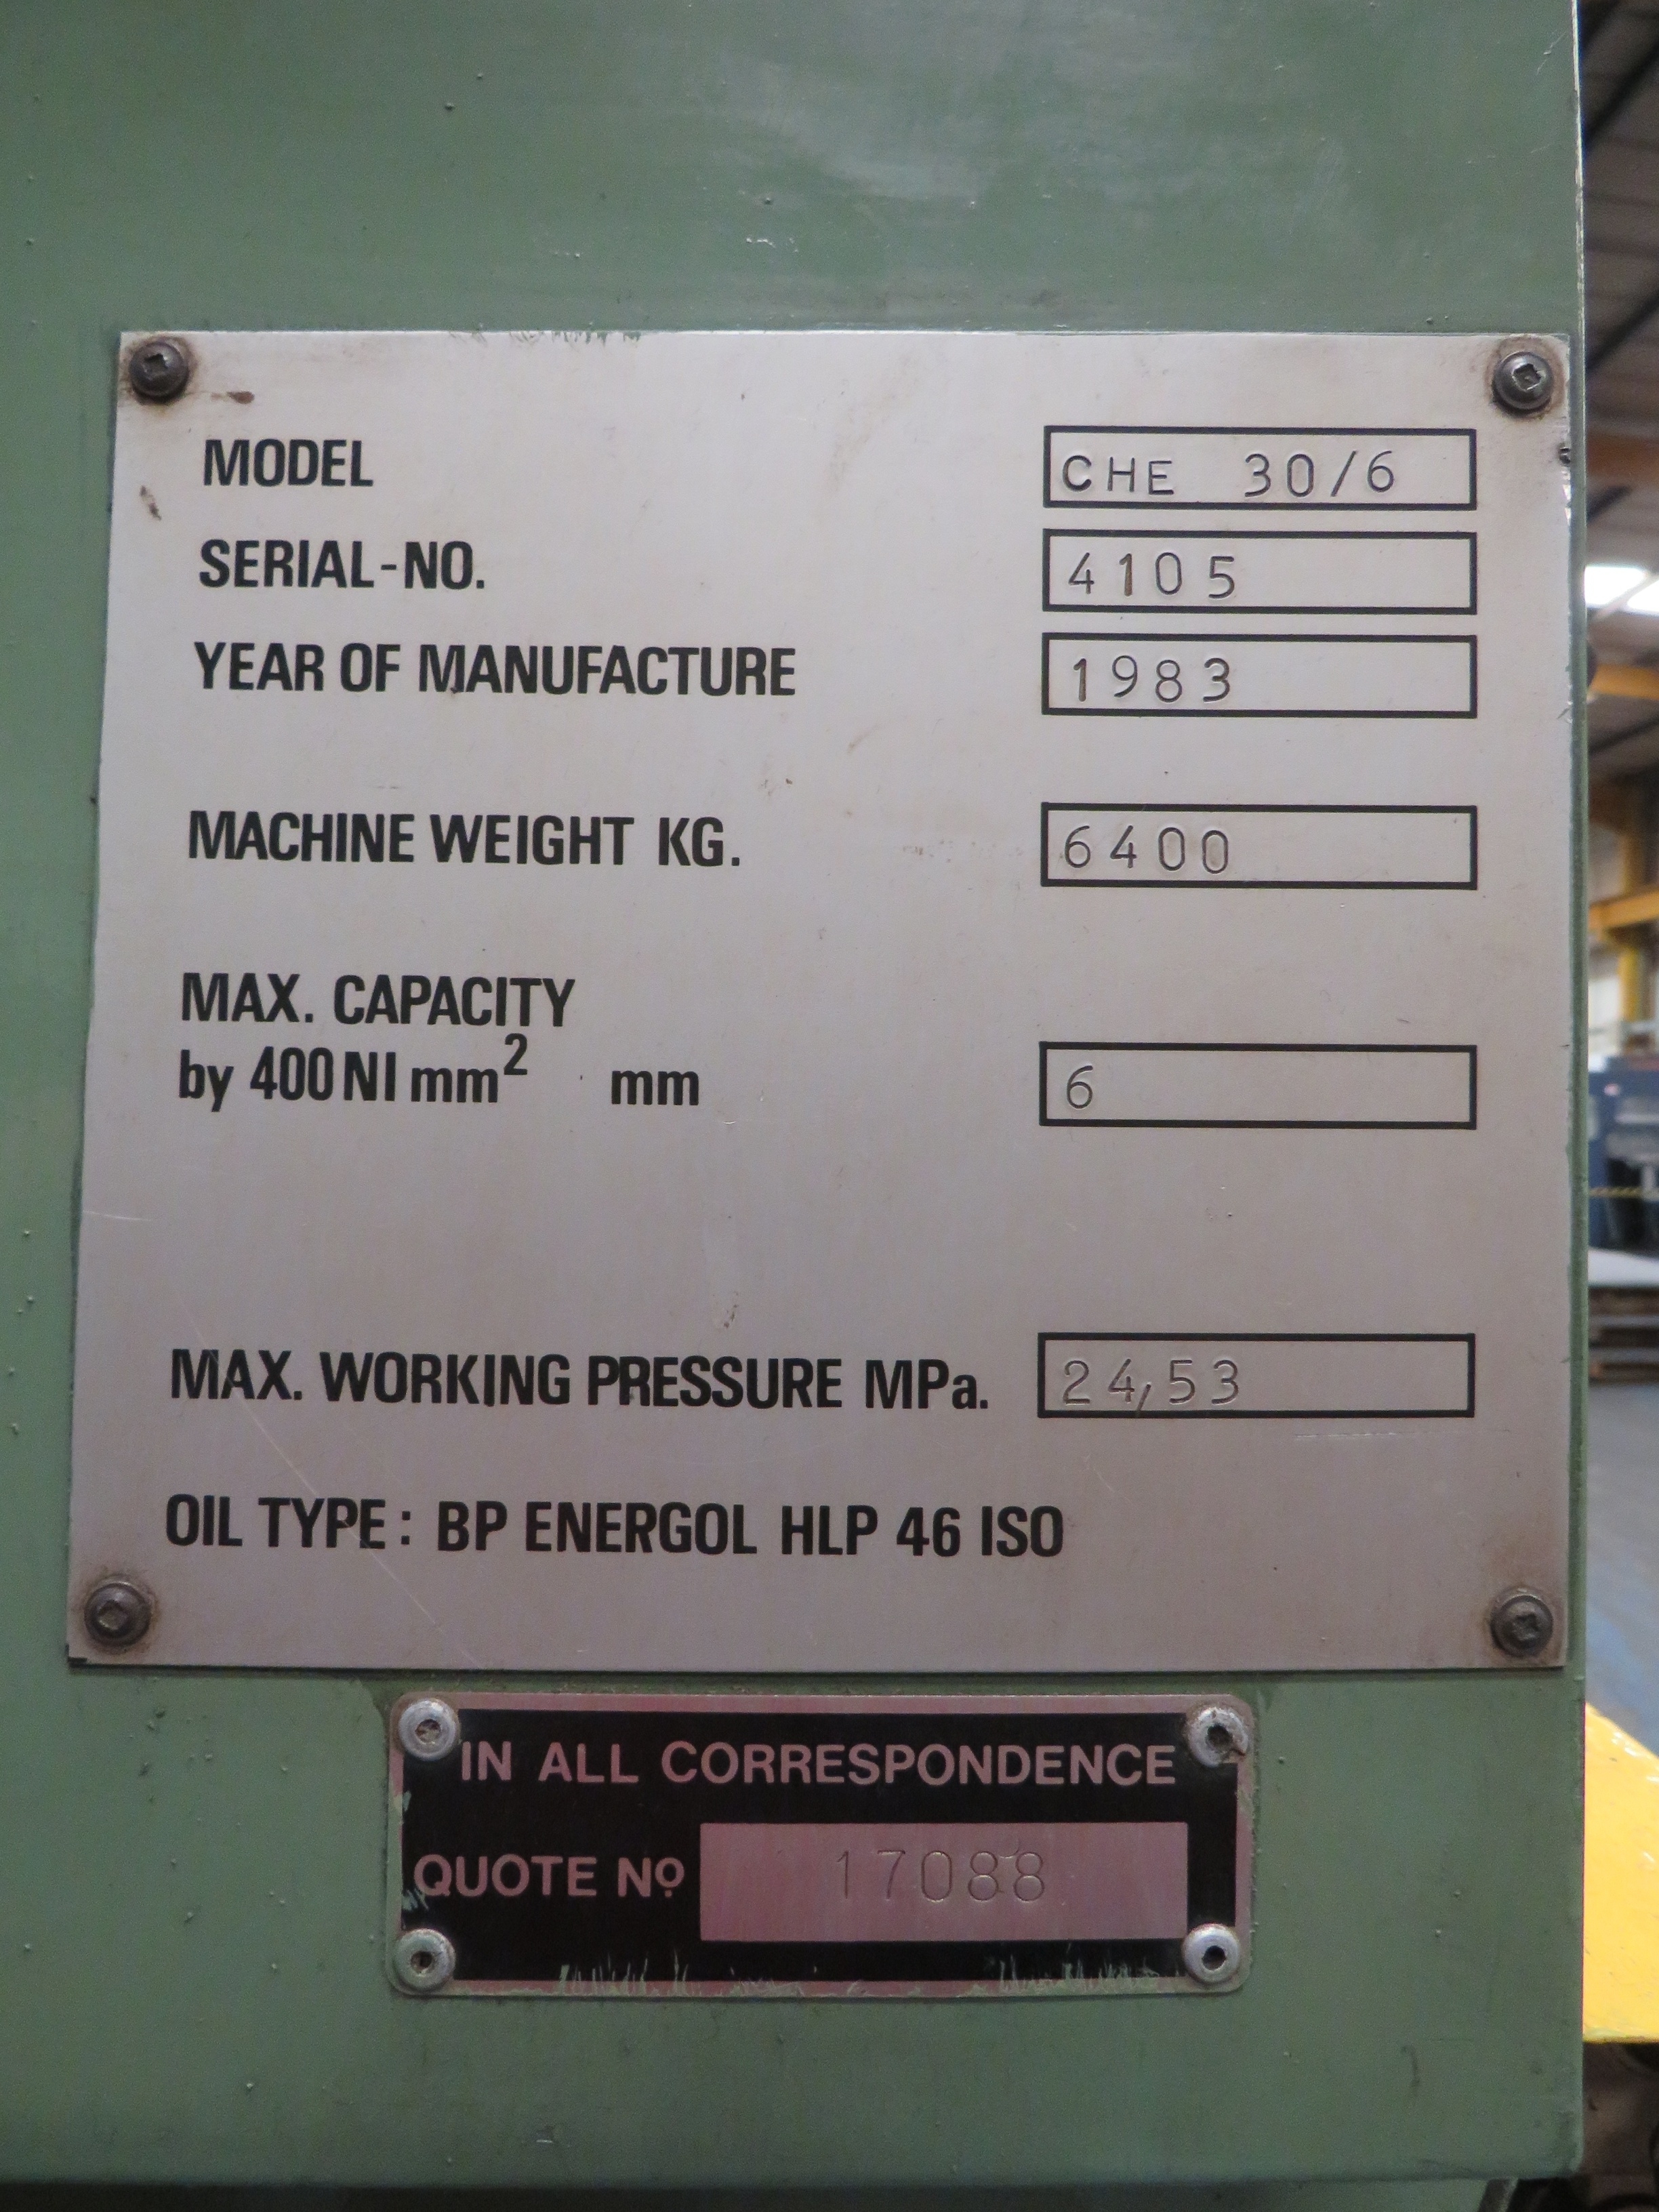 MODEL CHE 30/6
SERIAL-NO. 4105
YEAR OF MANUFACTURE 1983
MACHINE WEIGHT KG. 6400
MAX. CAPACITY
by 400 N/mm² mm 6
MAX. WORKING PRESSURE MPa. 24,53
OIL TYPE: BP ENERGOL HLP 46 ISO
IN ALL CORRESPONDENCE
QUOTE Nº 17088